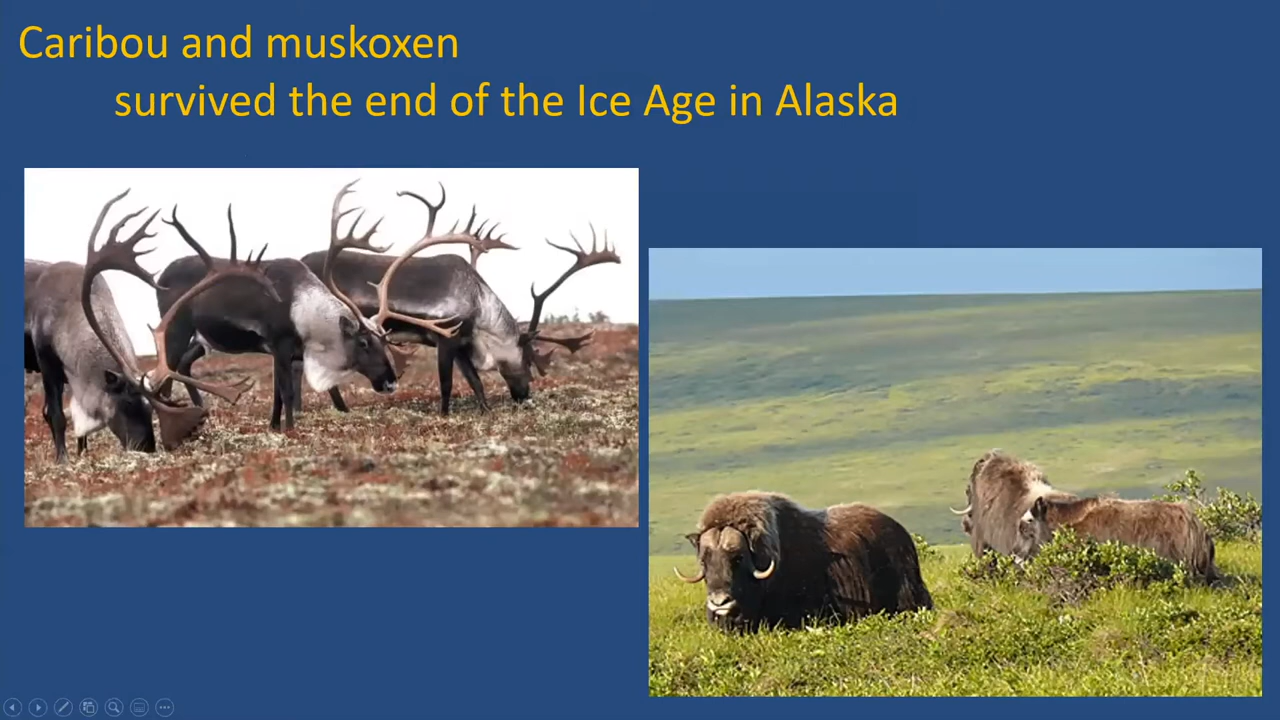 Caribou and muskoxen
survived the end of the Ice Age in Alaska